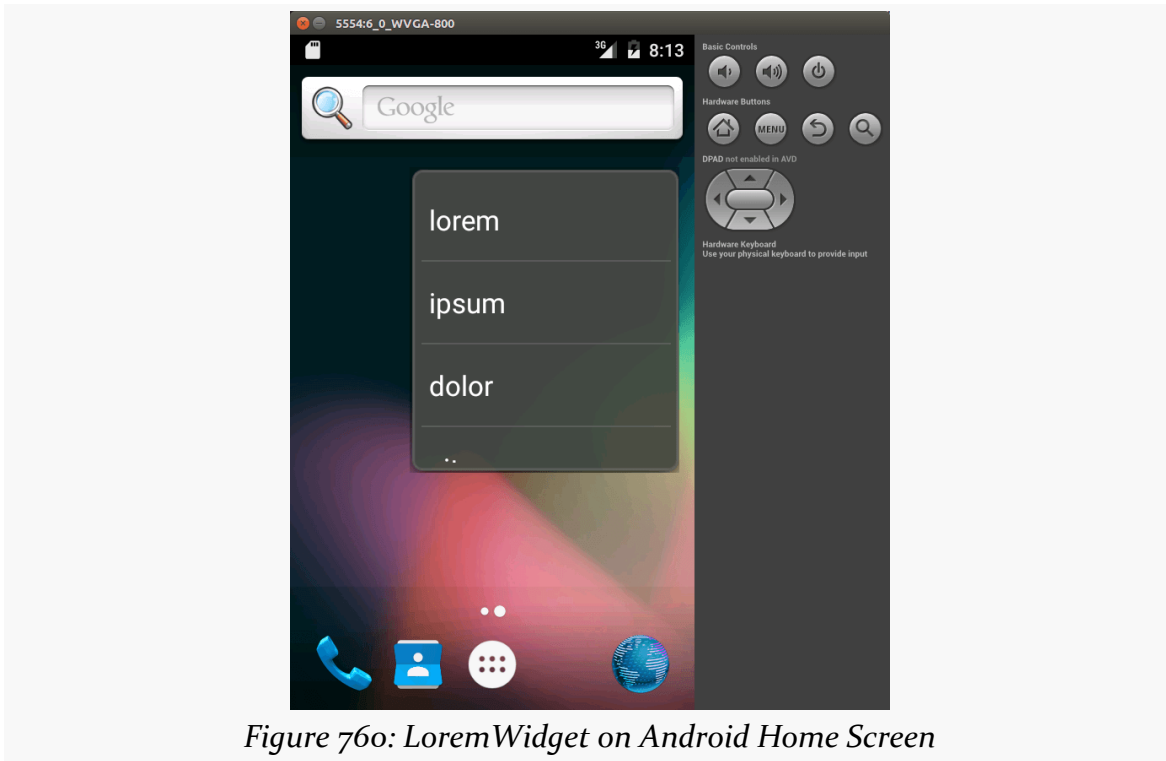 5554:6_0_WVGA-800
3G 8:13
Google
lorem
ipsum
dolor
Basic Controls
Hardware Buttons
MENU
DPAD not enabled in AVD
Hardware Keyboard
Use your physical keyboard to provide input
Figure 760: LoremWidget on Android Home Screen